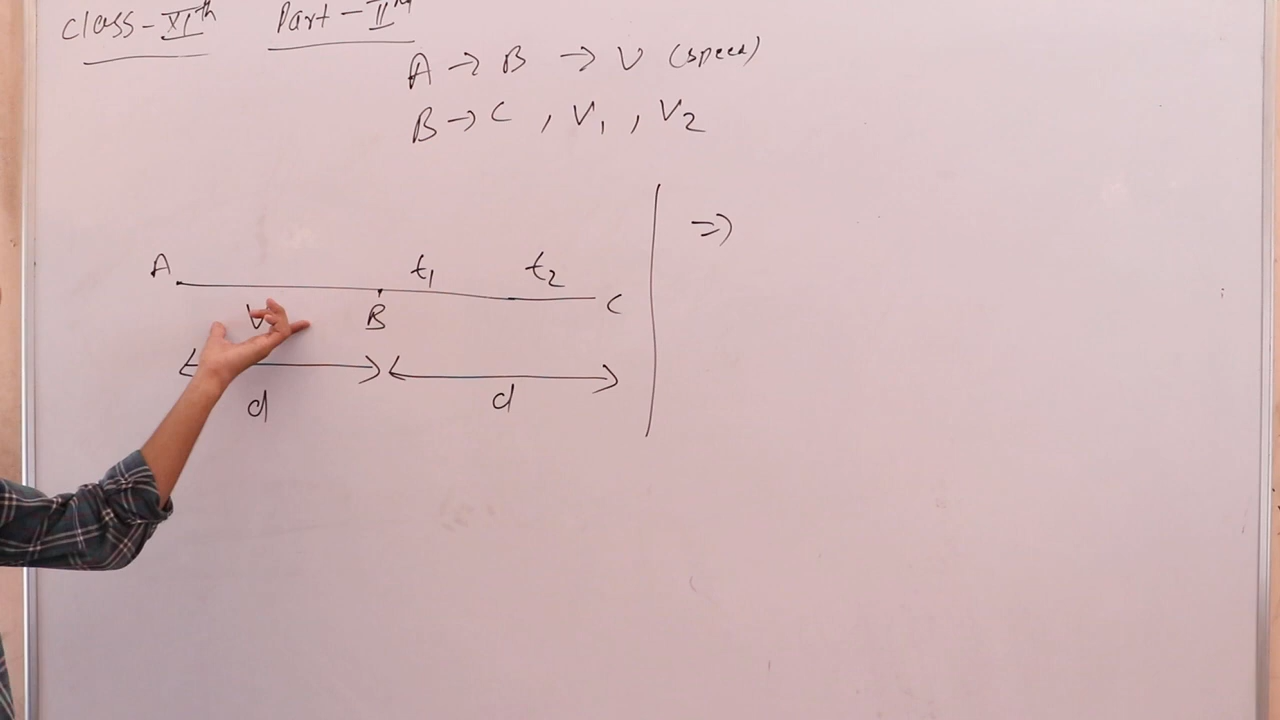 Class-XIth Part-IInd
A → B → V (speed)
B → C , V1 , V2
⇒
A t1 t2
V B C
d d